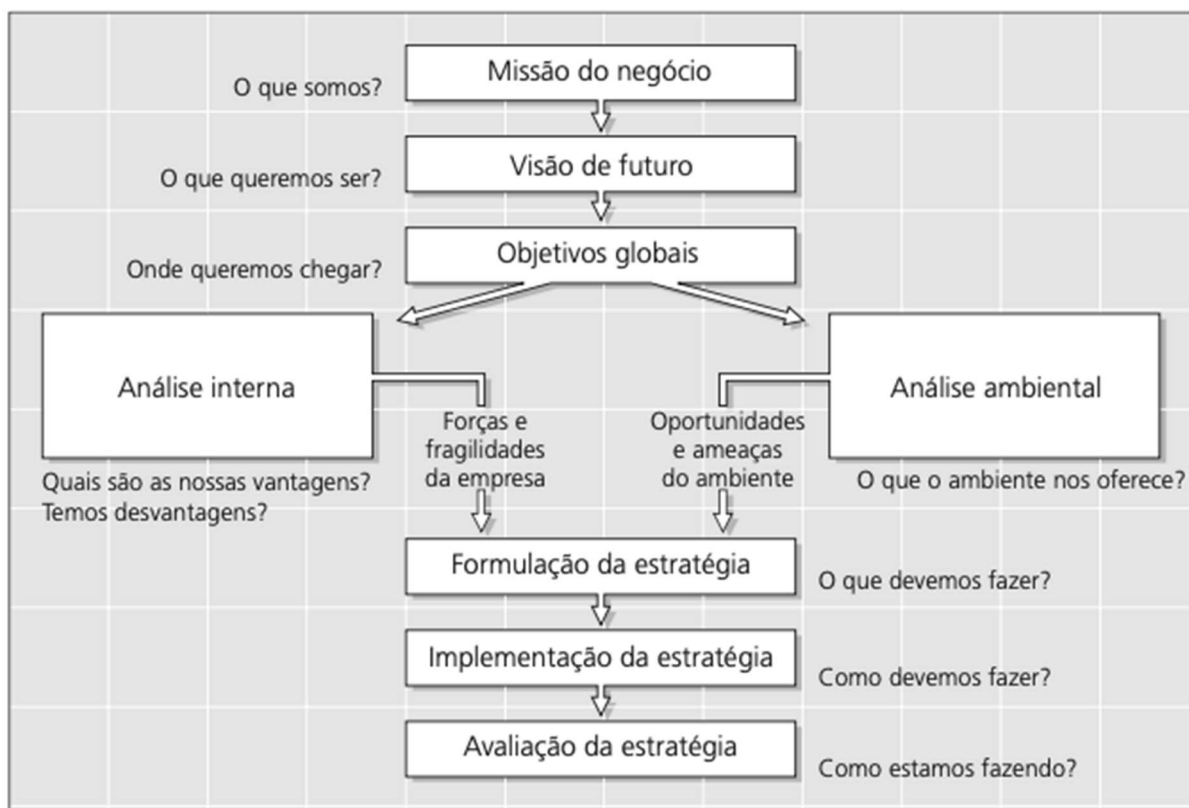 Missão do negócio
O que somos?
Visão de futuro
O que queremos ser?
Objetivos globais
Onde queremos chegar?
Análise interna
Análise ambiental
Forças e
fragilidades
da empresa
Oportunidades
e ameaças
do ambiente
Quais são as nossas vantagens?
Temos desvantagens?
O que o ambiente nos oferece?
Formulação da estratégia
O que devemos fazer?
Implementação da estratégia
Como devemos fazer?
Avaliação da estratégia
Como estamos fazendo?